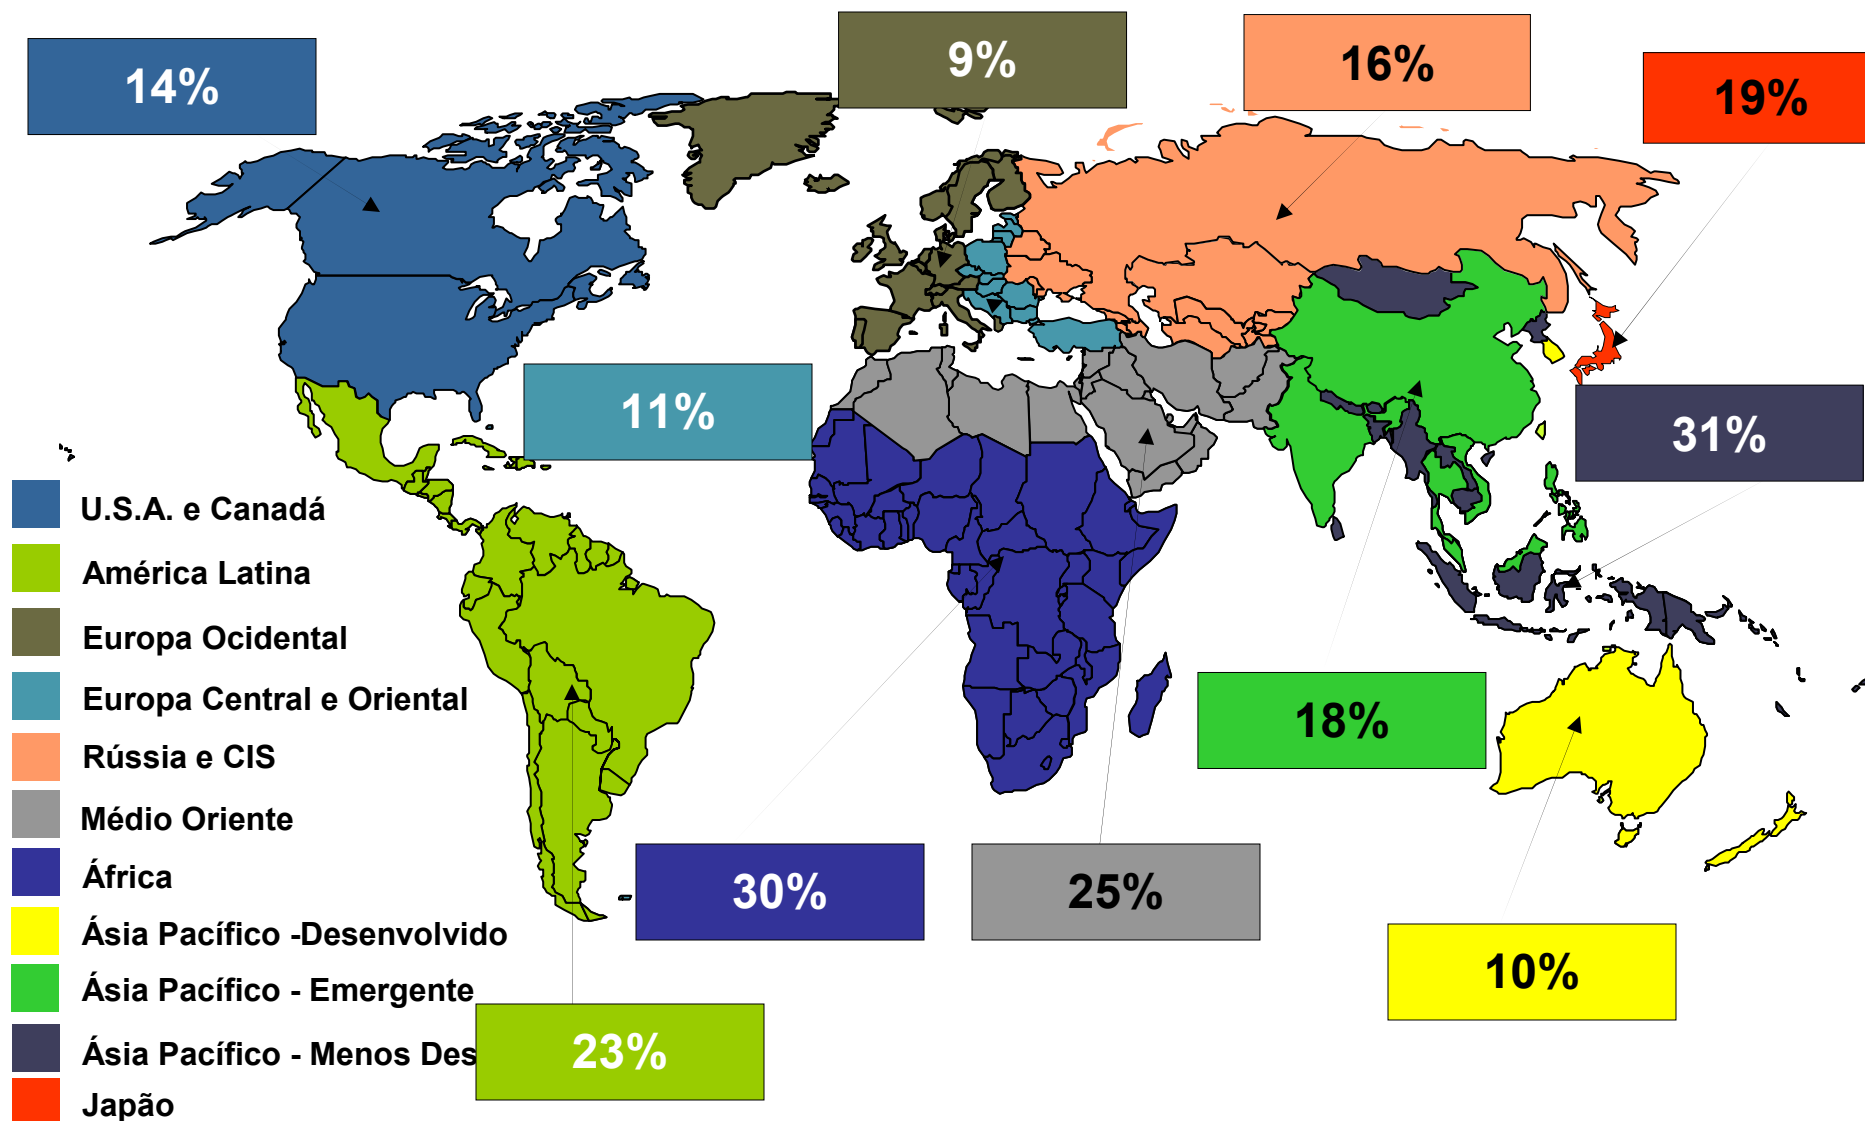 9%
16%
14%
19%
11%
31%
U.S.A. e Canadá
América Latina
Europa Ocidental
Europa Central e Oriental
18%
Rússia e CIS
Médio Oriente
África
30%
25%
Ásia Pacífico -Desenvolvido
10%
Ásia Pacífico - Emergente
Ásia Pacífico - Menos Des
23%
Japão